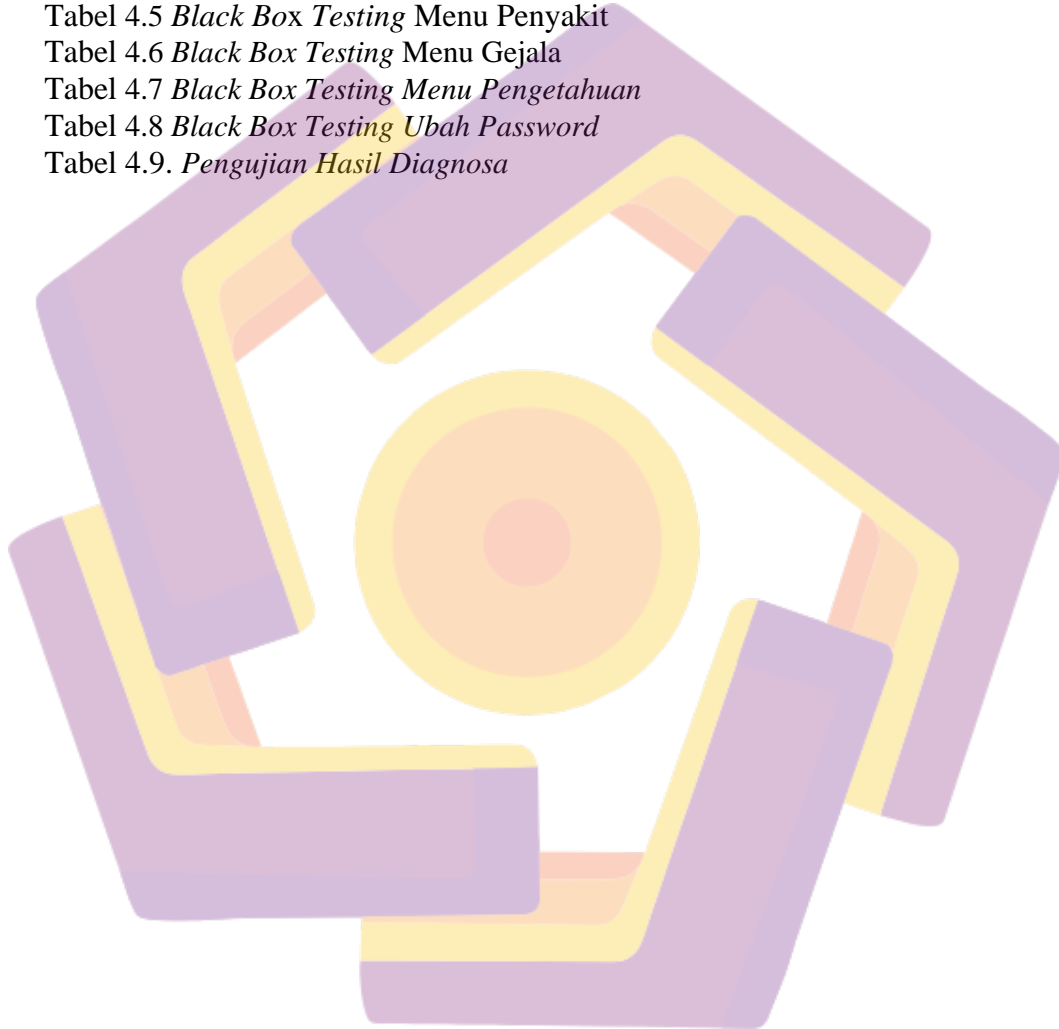 Tabel 4.5 Black Box Testing Menu Penyakit
Tabel 4.6 Black Box Testing Menu Gejala
Tabel 4.7 Black Box Testing Menu Pengetahuan
Tabel 4.8 Black Box Testing Ubah Password
Tabel 4.9. Pengujian Hasil Diagnosa